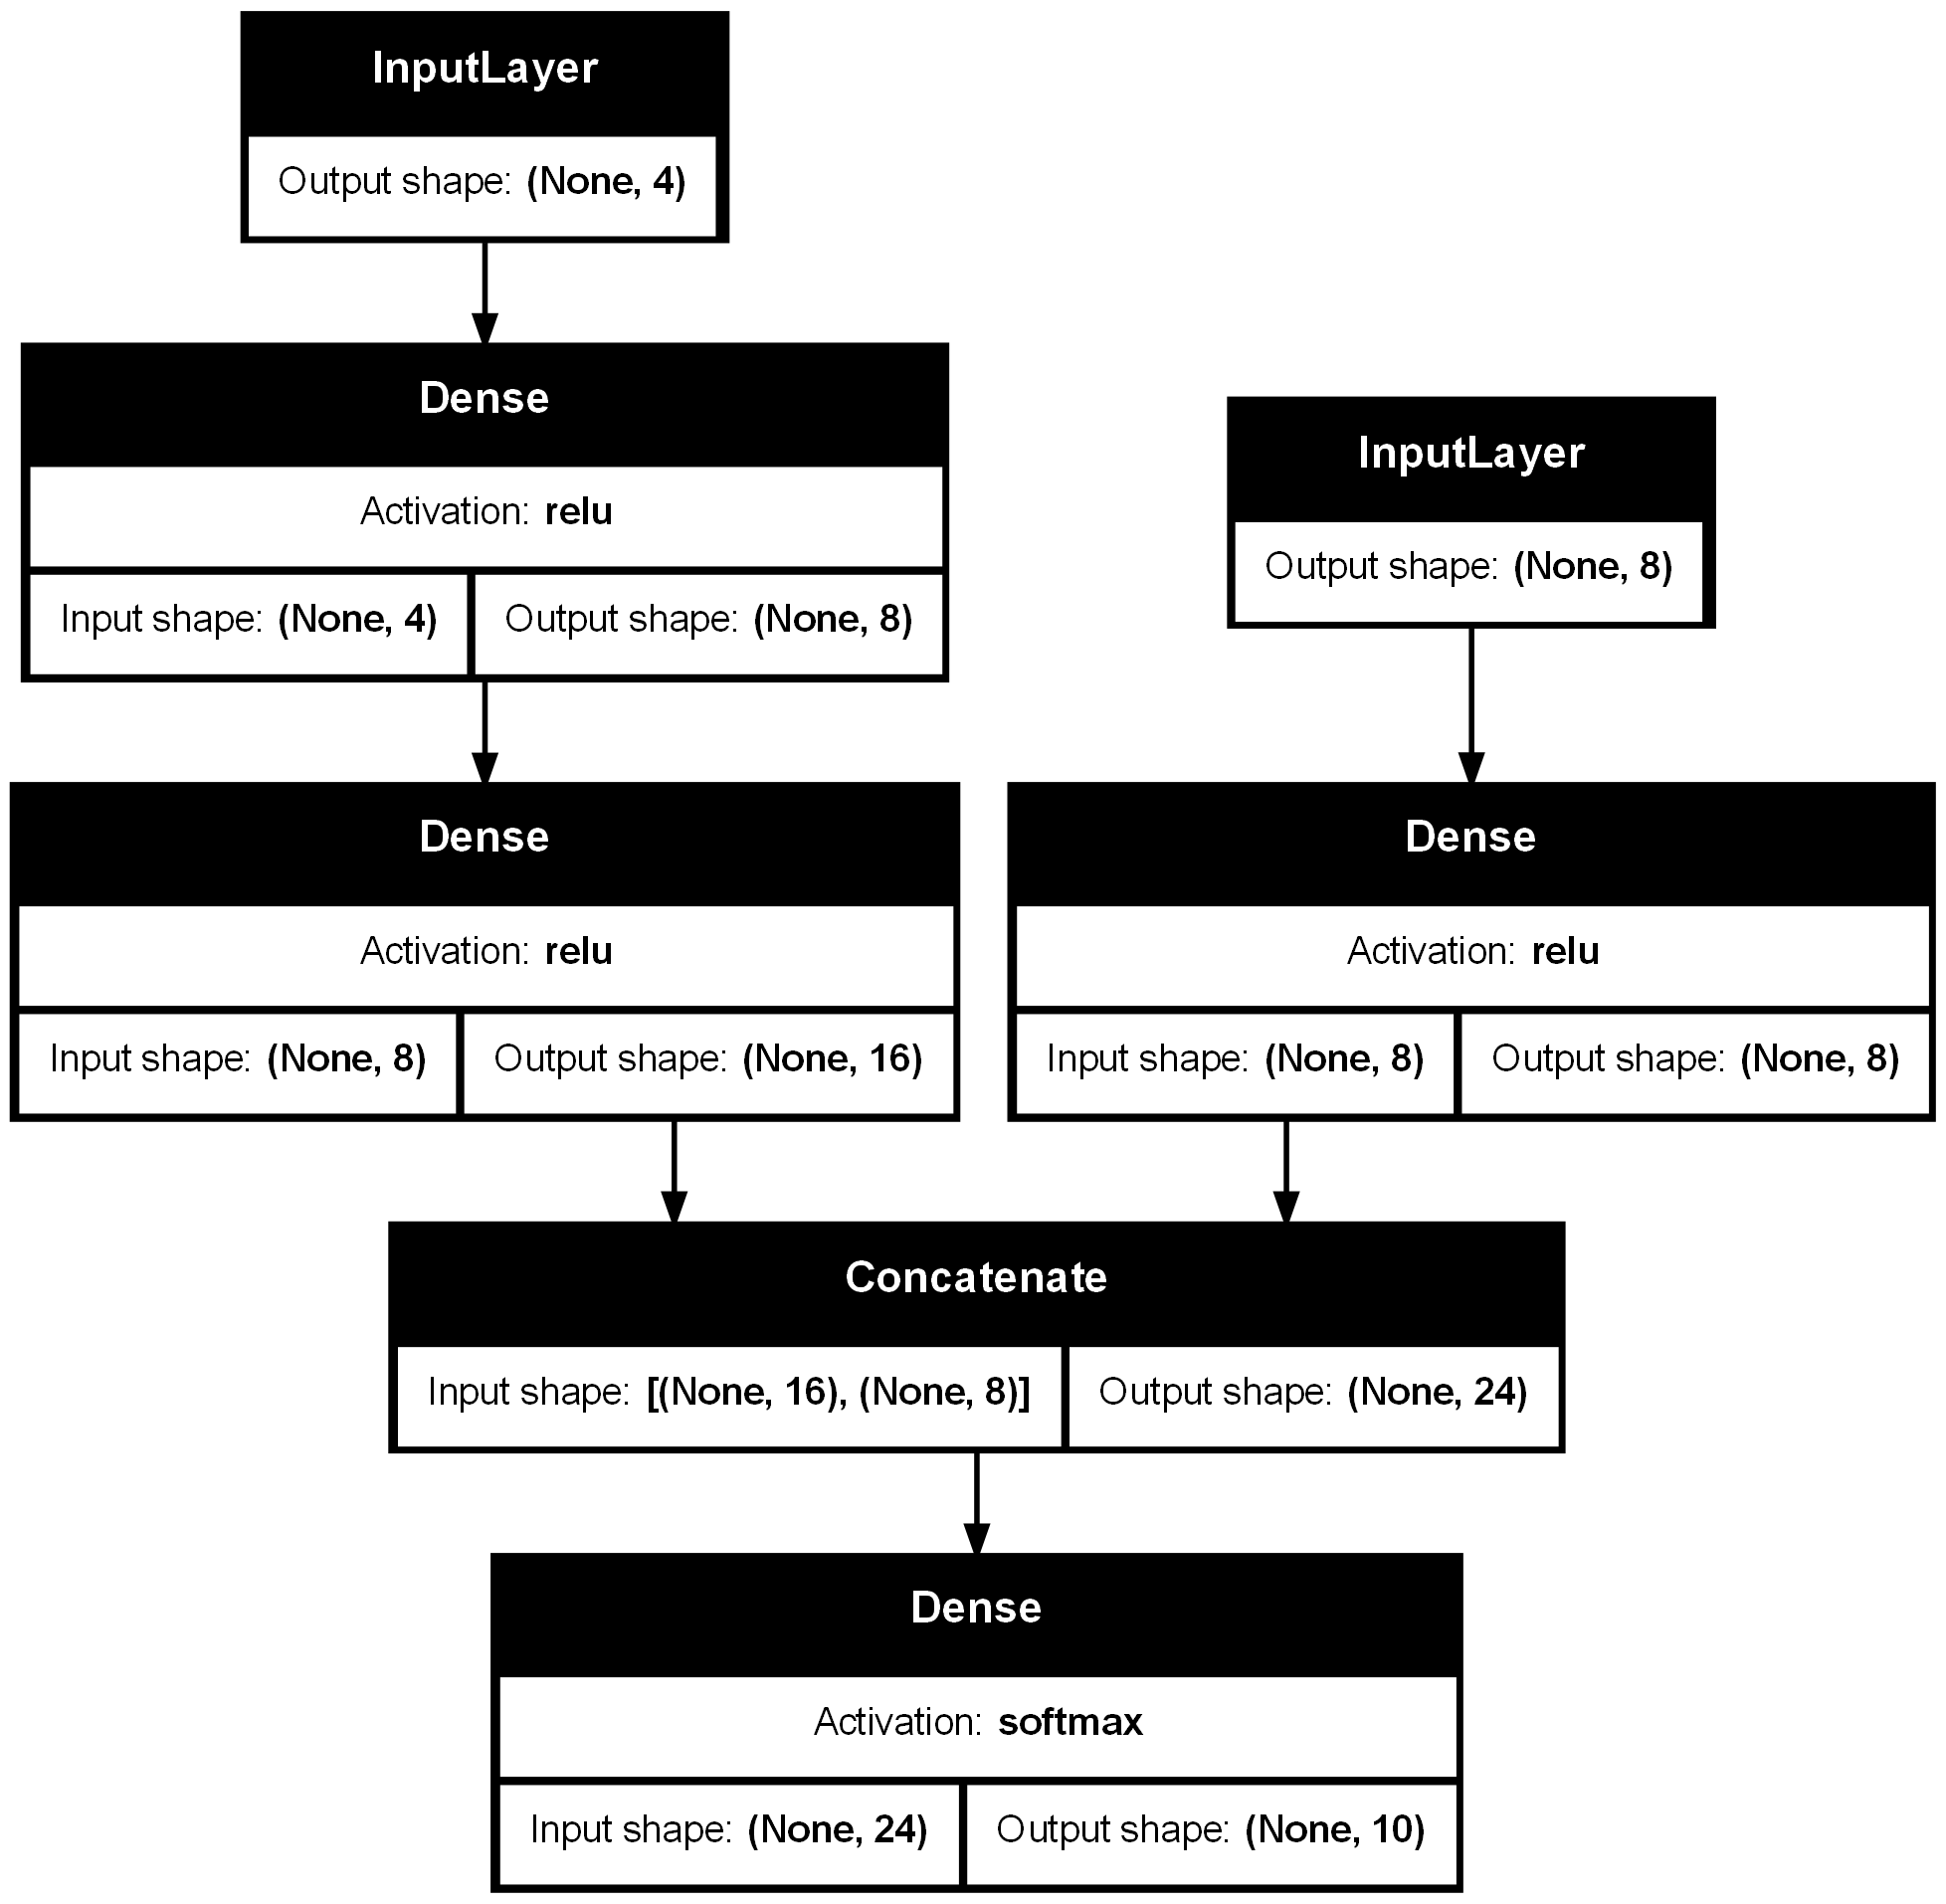 InputLayer
Output shape: (None, 4)
Dense
Activation: relu
Input shape: (None, 4) Output shape: (None, 8)
InputLayer
Output shape: (None, 8)
Dense
Activation: relu
Input shape: (None, 8) Output shape: (None, 16)
Dense
Activation: relu
Input shape: (None, 8) Output shape: (None, 8)
Concatenate
Input shape: [(None, 16), (None, 8)] Output shape: (None, 24)
Dense
Activation: softmax
Input shape: (None, 24) Output shape: (None, 10)